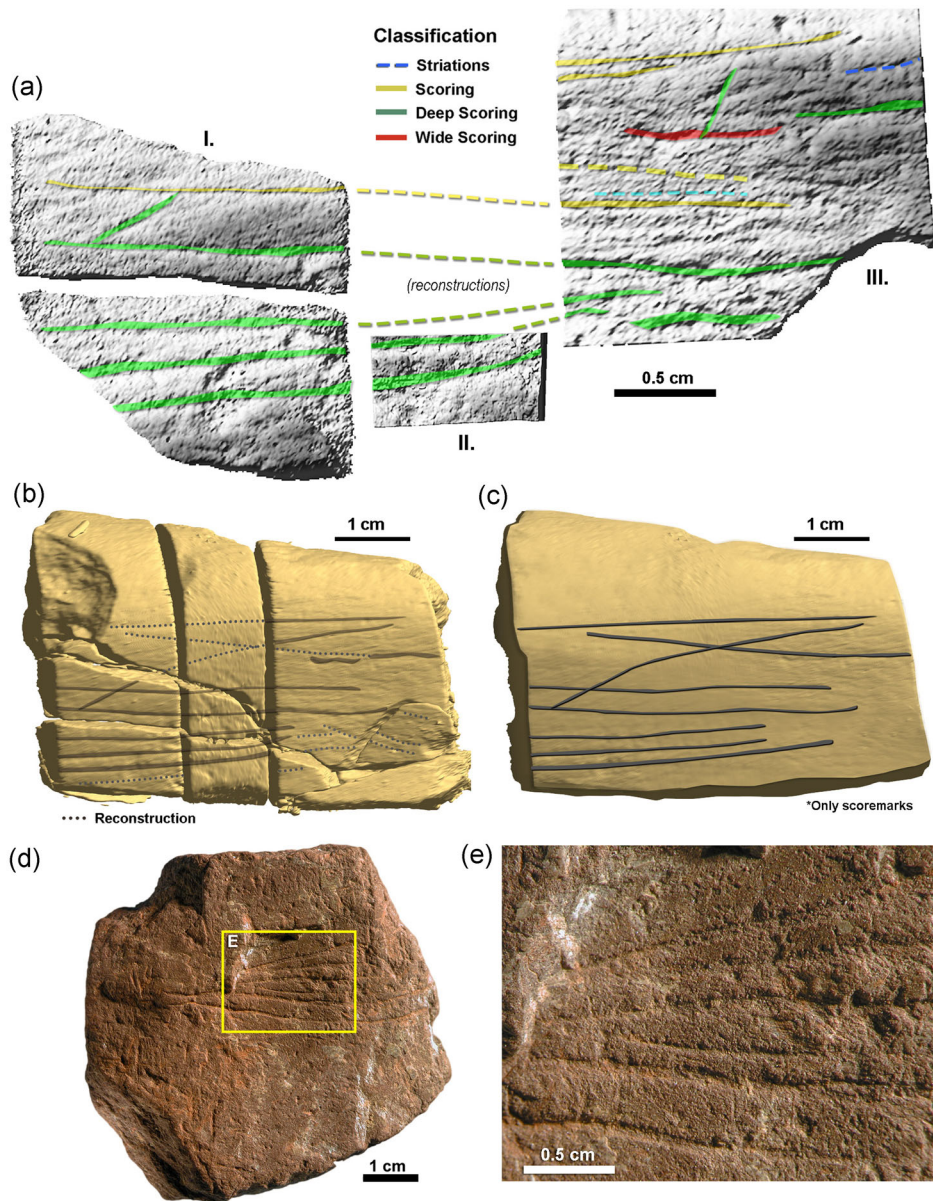 (a)
I.
Classification
Striations
Scoring
Deep Scoring
Wide Scoring
(reconstructions)
III.
0.5 cm
II.
(b)
1 cm
Reconstruction
(c)
1 cm
*Only scoremarks
(d)
E
1 cm
(e)
0.5 cm